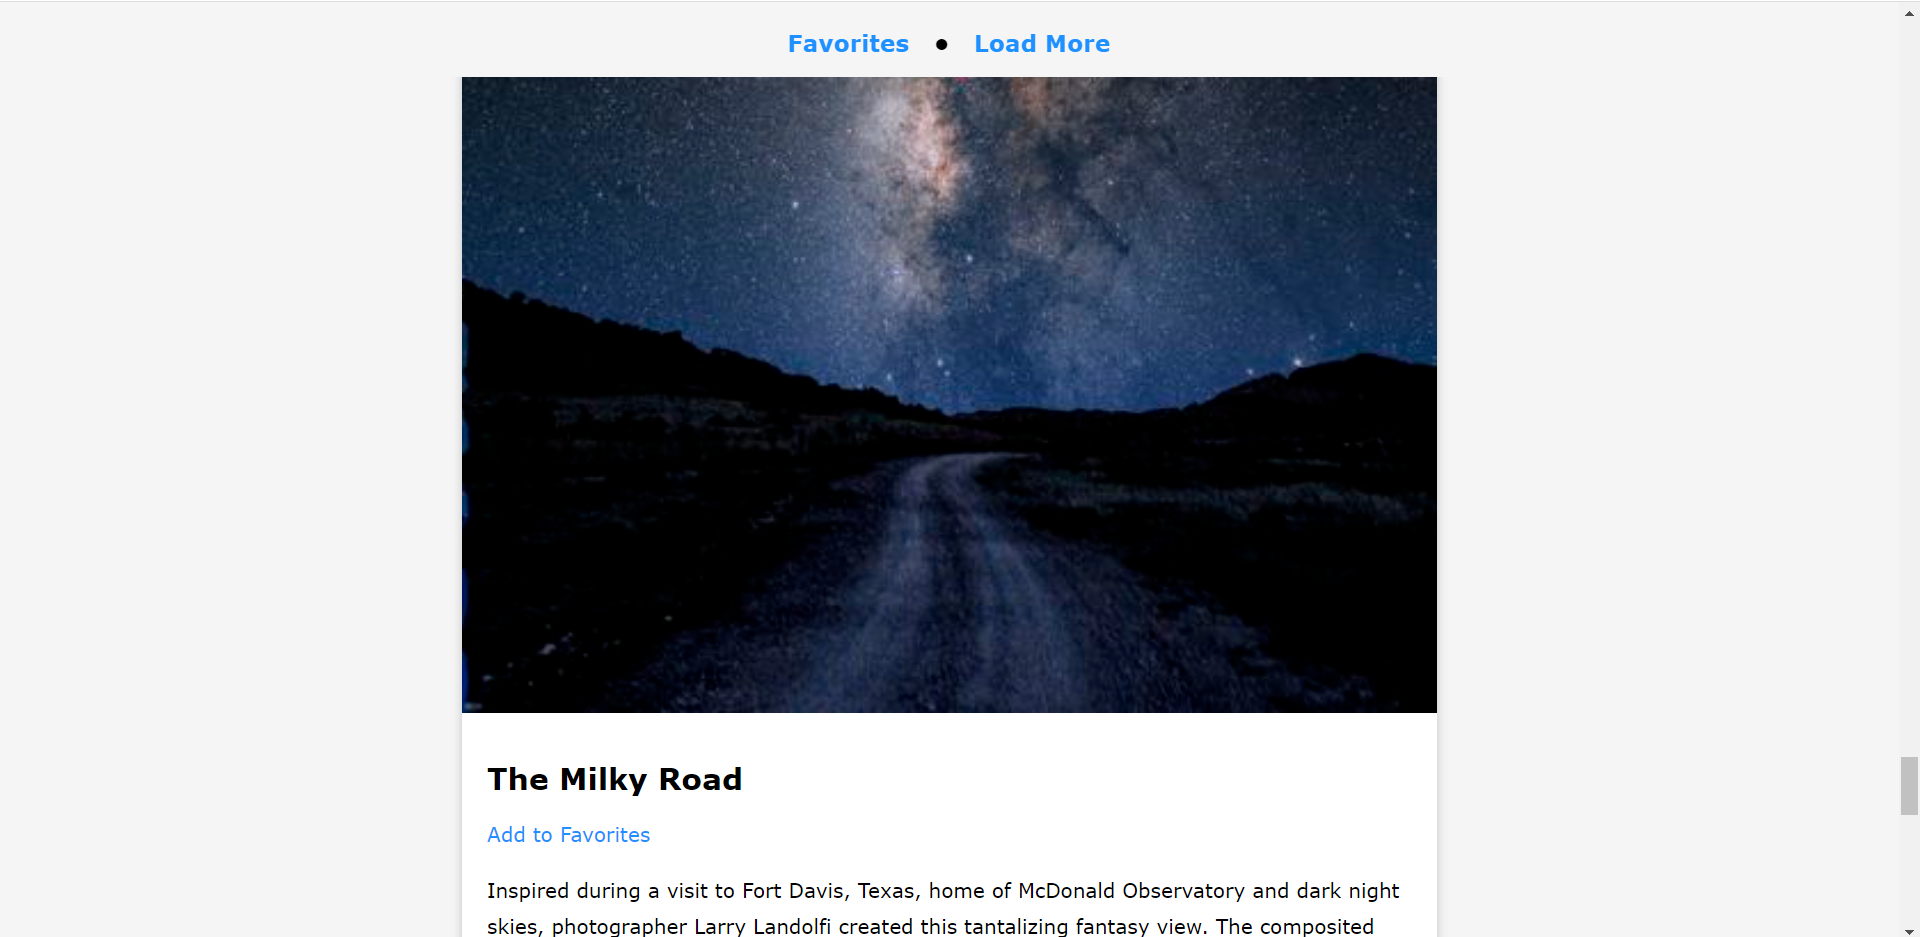 Favorites ● Load More
The Milky Road
Add to Favorites
Inspired during a visit to Fort Davis, Texas, home of McDonald Observatory and dark night
skies, photographer Larry Landolfi created this tantalizing fantasy view. The composited